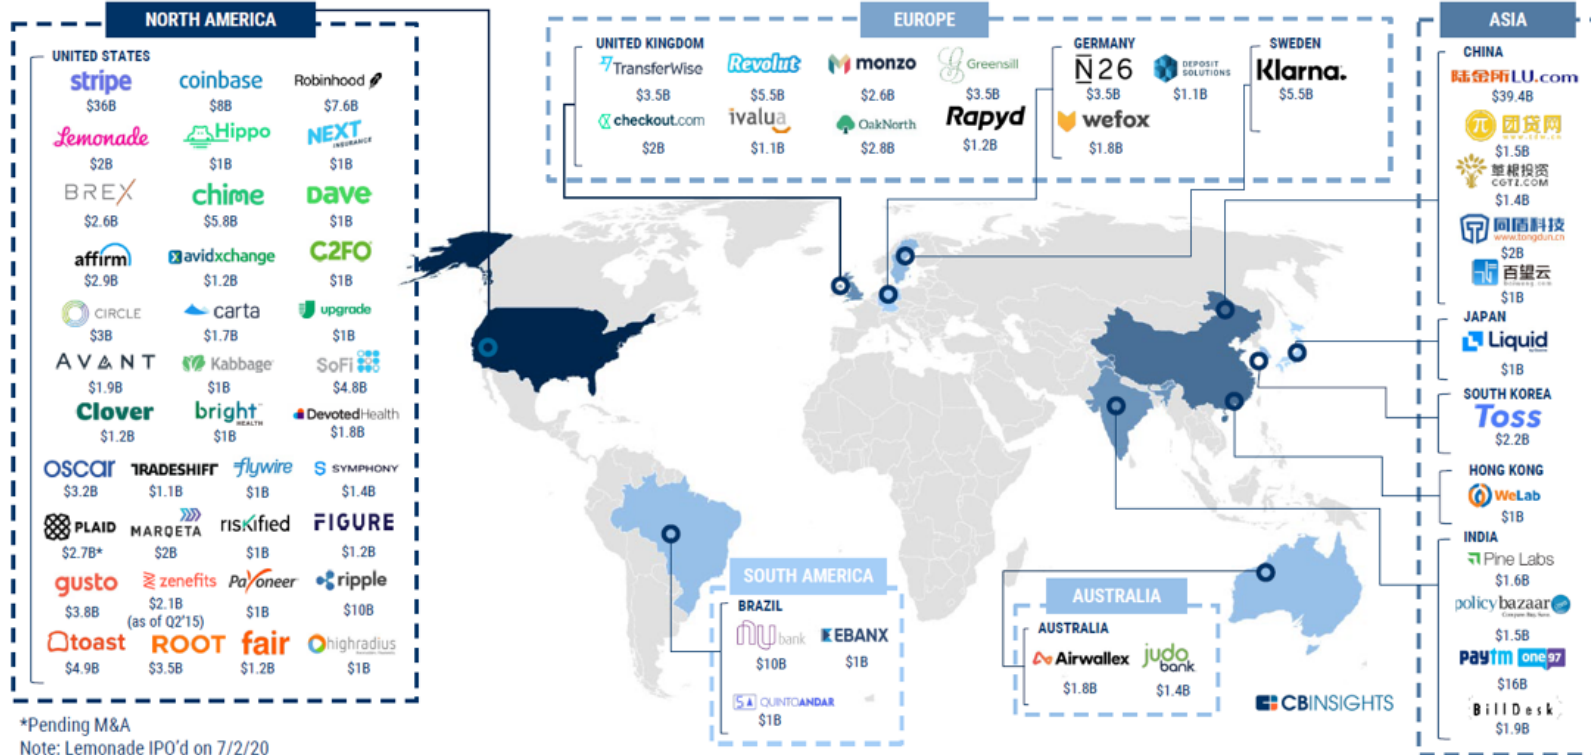 NORTH AMERICA
UNITED STATES
stripe coinbase Robinhood
$36B $8B $7.6B
Lemonade Hippo NEXT INSURANCE
$2B $1B $1B
BREX chime Dave
$2.6B $5.8B $1B
affirm avidxchange C2FO
$2.9B $1.2B $1B
CIRCLE carta upgrade
$3B $1.7B $1B
AVANT Kabbage SoFi
$1.9B $1B $4.8B
Clover bright HEALTH DevotedHealth
$1.2B $1B $1.8B
oscar TRADESHIFT flywire SYMPHONY
$3.2B $1.1B $1B $1.4B
PLAID MARQETA riskified FIGURE
$2.7B* $2B $1B $1.2B
gusto zenefits Payoneer ripple
$3.8B $2.1B $1B $10B
(as of Q2'15)
toast ROOT fair highradius
$4.9B $3.5B $1.2B $1B
*Pending M&A
Note: Lemonade IPO'd on 7/2/20
EUROPE
UNITED KINGDOM
TransferWise Revolut monzo Greensill
$3.5B $5.5B $2.6B $3.5B
checkout.com ivalua OakNorth Rapyd
$2B $1.1B $2.8B $1.2B
GERMANY
N26 DEPOSIT SOLUTIONS
$3.5B $1.1B
wefox
$1.8B
SWEDEN
Klarna.
$5.5B
SOUTH AMERICA
BRAZIL
nu bank EBANX
$10B $1B
5A QUINTOANDAR
$1B
AUSTRALIA
AUSTRALIA
Airwallex judo bank
$1.8B $1.4B
CBINSIGHTS
ASIA
CHINA
陆金所LU.com
$39.4B
团贷网
$1.5B
草根投资
CGTZ.COM
$1.4B
同盾科技
www.tongdun.cn
$2B
百望云
$1B
JAPAN
Liquid
$1B
SOUTH KOREA
Toss
$2.2B
HONG KONG
WeLab
$1B
INDIA
Pine Labs
$1.6B
policybazaar
$1.5B
paytm one97
$16B
BillDesk
$1.9B